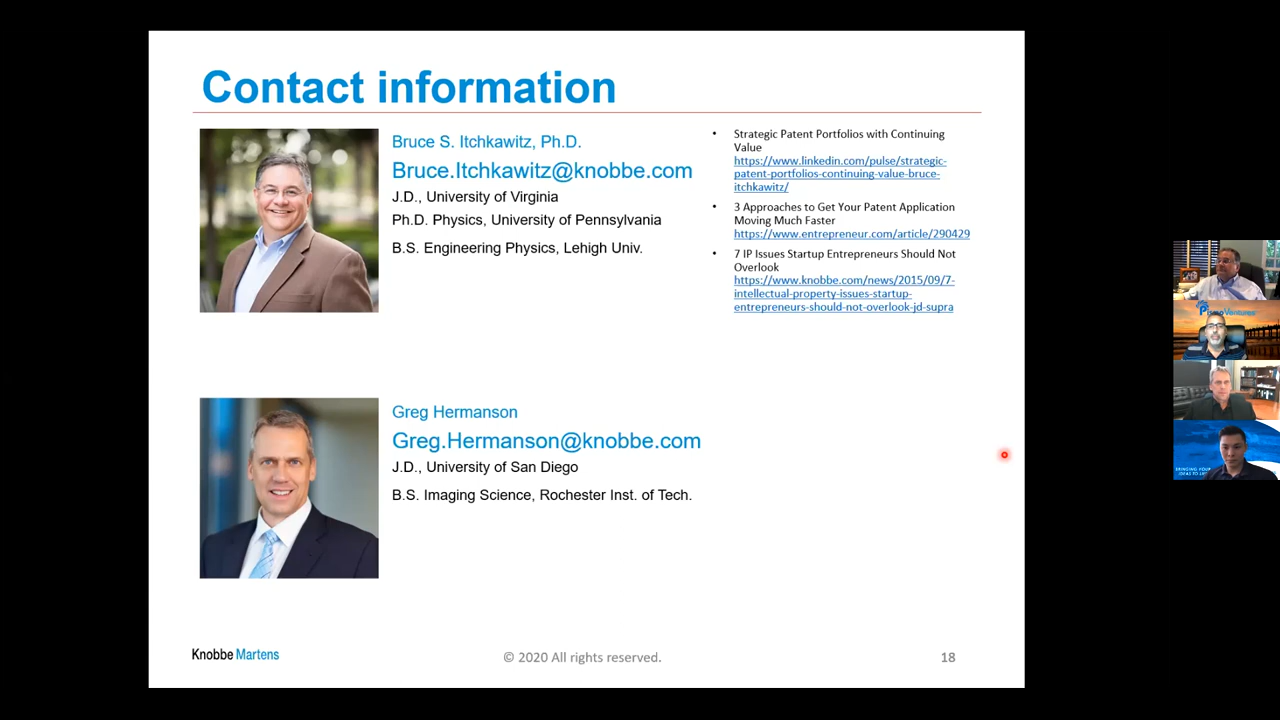 Contact information
Bruce S. Itchkawitz, Ph.D.
Bruce.Itchkawitz@knobbe.com
J.D., University of Virginia
Ph.D. Physics, University of Pennsylvania
B.S. Engineering Physics, Lehigh Univ.
• Strategic Patent Portfolios with Continuing
Value
https://www.linkedin.com/pulse/strategic-
patent-portfolios-continuing-value-bruce-
itchkawitz/
• 3 Approaches to Get Your Patent Application
Moving Much Faster
https://www.entrepreneur.com/article/290429
• 7 IP Issues Startup Entrepreneurs Should Not
Overlook
https://www.knobbe.com/news/2015/09/7-
intellectual-property-issues-startup-
entrepreneurs-should-not-overlook-jd-supra
Greg Hermanson
Greg.Hermanson@knobbe.com
J.D., University of San Diego
B.S. Imaging Science, Rochester Inst. of Tech.
Knobbe Martens
© 2020 All rights reserved.
18
Ventures
BRINGING YOUR
IDEAS TO